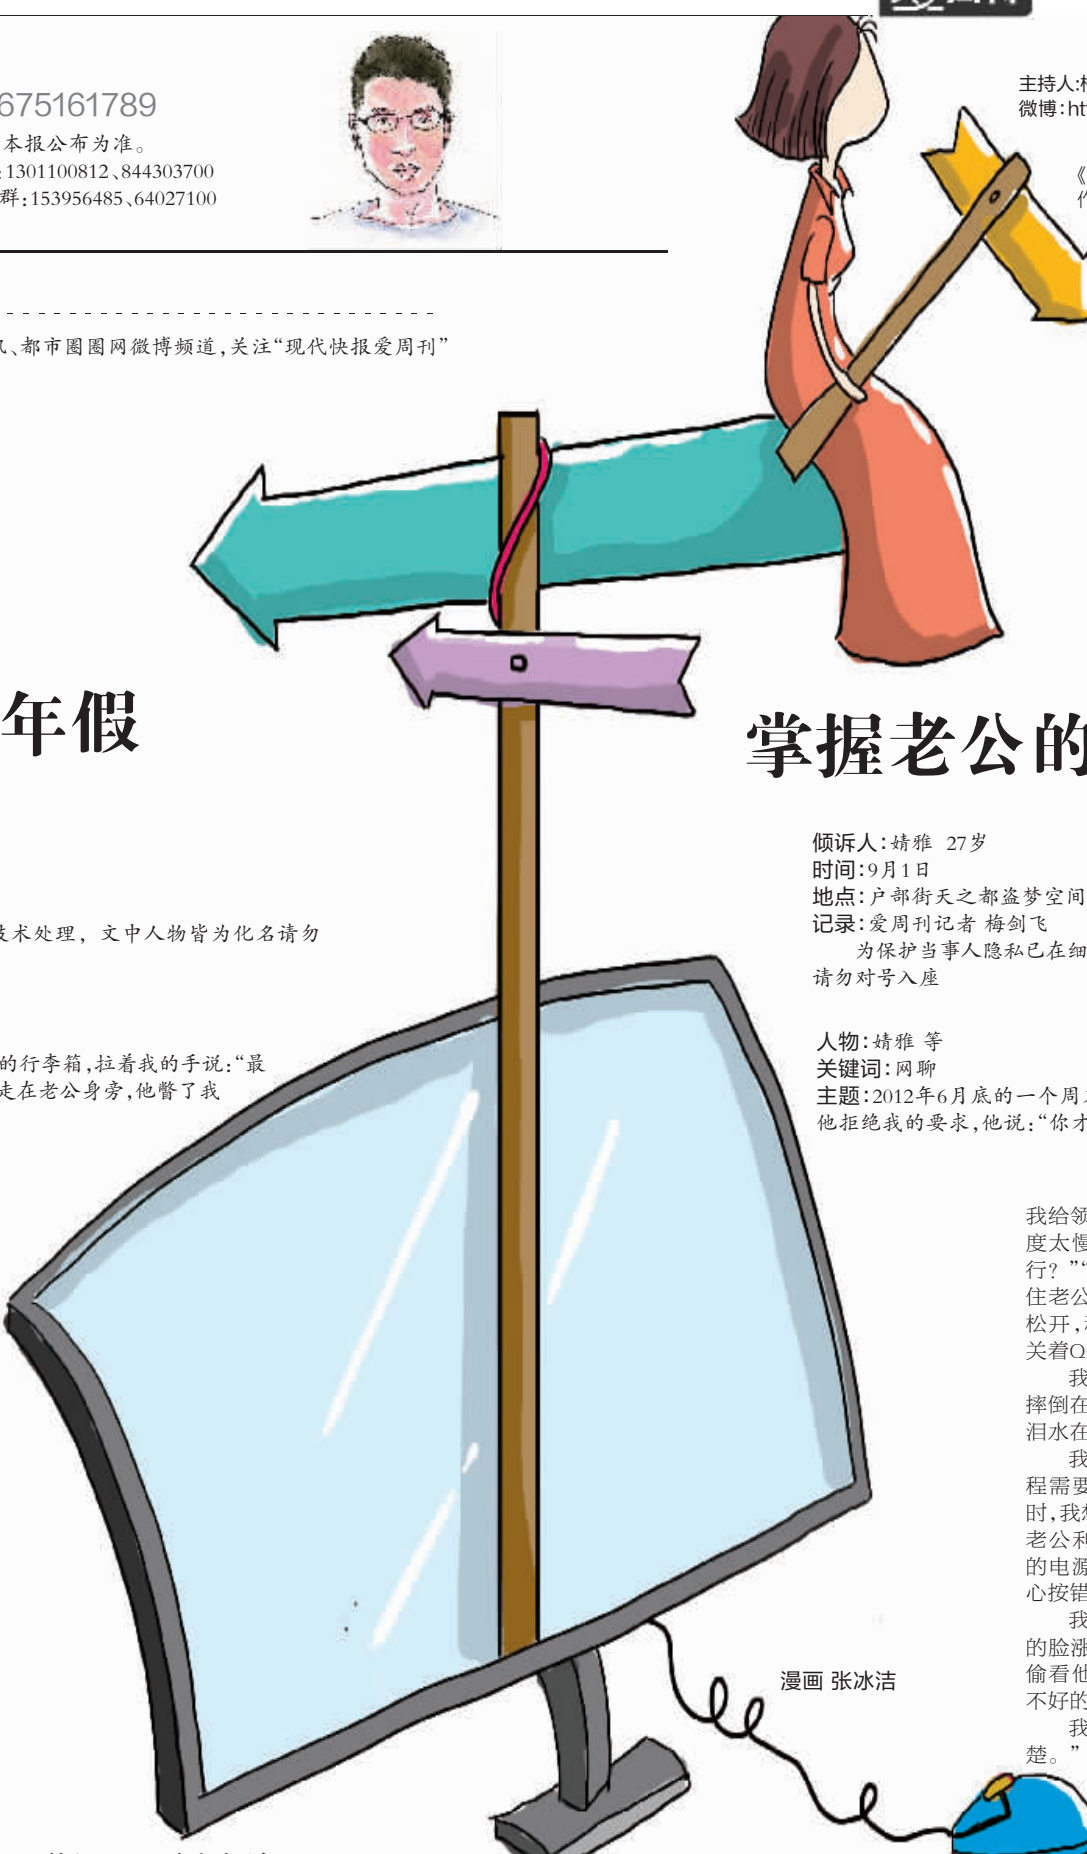 675161789
本报公布为准。
:1301100812、844303700
群:153956485、64027100
、都市圈圈网微博频道,关注“现代快报爱周刊”
年假
技术处理，文中人物皆为化名请勿
的行李箱,拉着我的手说:“最
走在老公身旁,他瞥了我
主持人:
微博:ht
《
掌握老公的
倾诉人:婧雅 27岁
时间:9月1日
地点:户部街天之都盗梦空间
记录:爱周刊记者 梅剑飞
为保护当事人隐私已在细
请勿对号入座
人物:婧雅 等
关键词:网聊
主题:2012年6月底的一个周
他拒绝我的要求,他说:“你才
我给领
度太慢
行？”“
住老公
松开,
关着Q
我
摔倒在
泪水在
我
程需要
时,我想
老公和
的电源
心按错
我
的脸涨
偷看他
不好的
我
楚。”
漫画 张冰洁